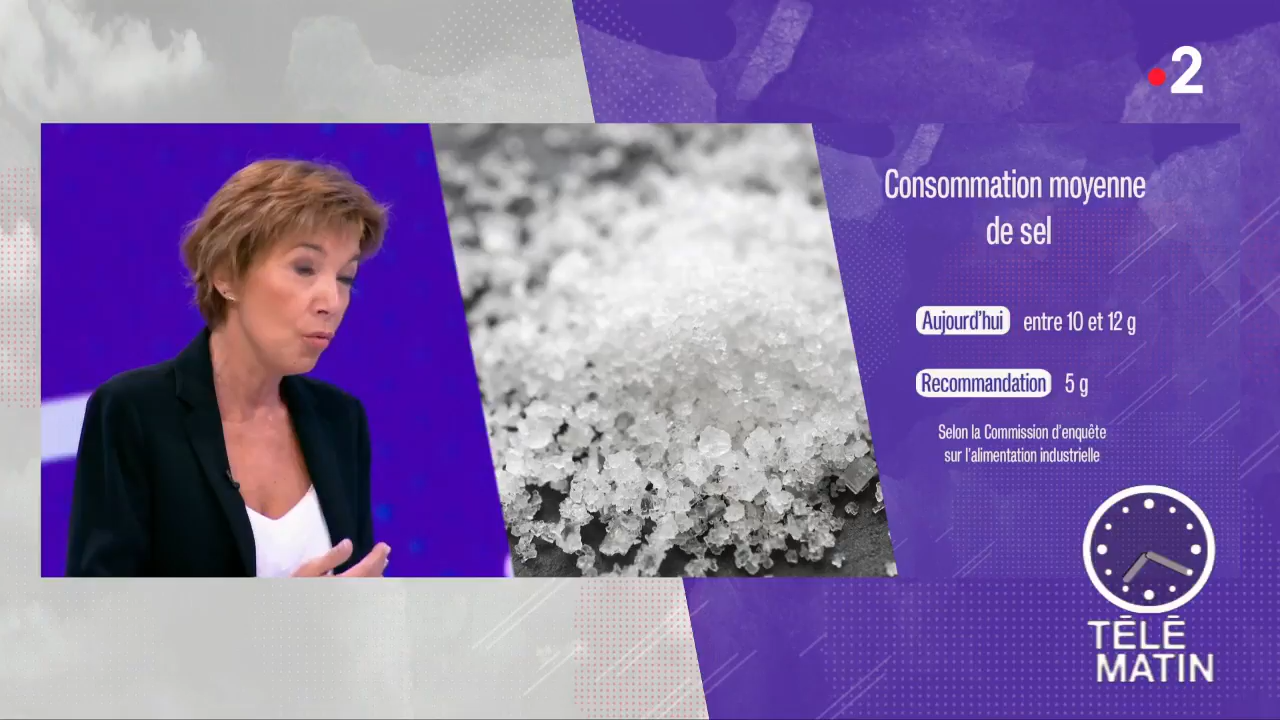 2
Consommation moyenne
de sel
Aujourd'hui entre 10 et 12 g
Recommandation 5 g
Selon la Commission d'enquête
sur l'alimentation industrielle
TÉLÉ
MATIN